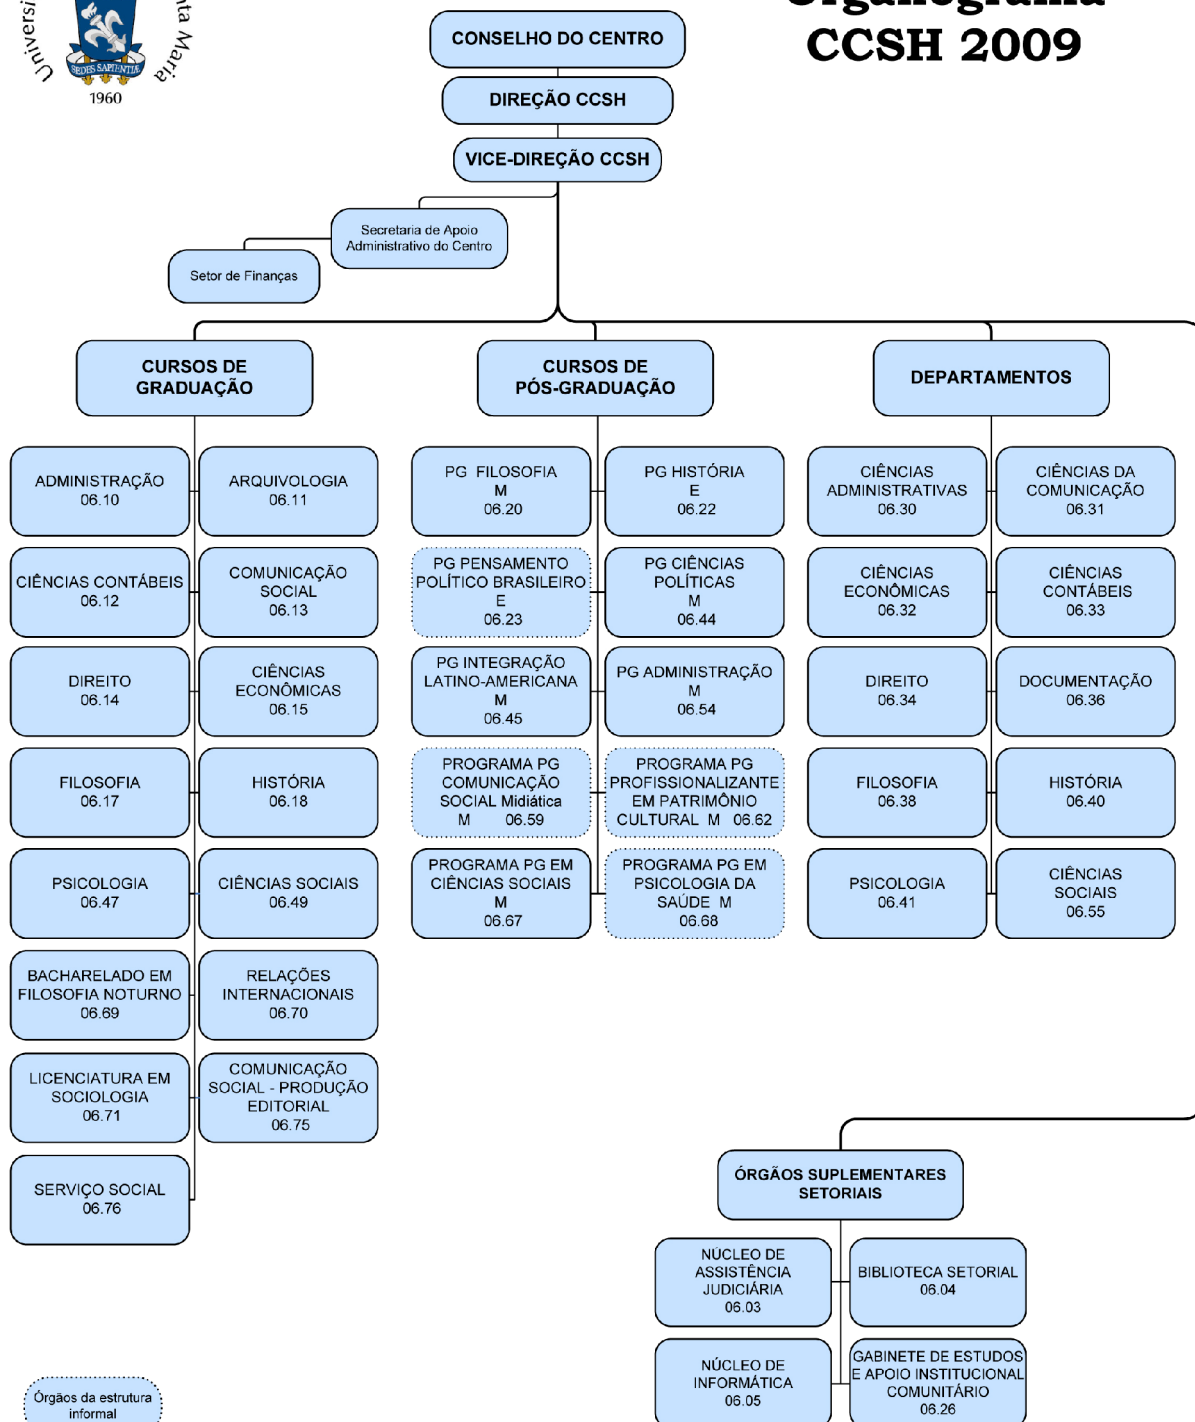 Organograma
CCSH 2009
nta Maria
SEDES SAPIENTIÆ
1960
CONSELHO DO CENTRO
DIREÇÃO CCSH
VICE-DIREÇÃO CCSH
Secretaria de Apoio
Administrativo do Centro
Setor de Finanças
CURSOS DE
GRADUAÇÃO
ADMINISTRAÇÃO
06.10
ARQUIVOLOGIA
06.11
CIÊNCIAS CONTÁBEIS
06.12
COMUNICAÇÃO
SOCIAL
06.13
DIREITO
06.14
CIÊNCIAS
ECONÔMICAS
06.15
FILOSOFIA
06.17
HISTÓRIA
06.18
PSICOLOGIA
06.47
CIÊNCIAS SOCIAIS
06.49
BACHARELADO EM
FILOSOFIA NOTURNO
06.69
RELAÇÕES
INTERNACIONAIS
06.70
LICENCIATURA EM
SOCIOLOGIA
06.71
COMUNICAÇÃO
SOCIAL - PRODUÇÃO
EDITORIAL
06.75
SERVIÇO SOCIAL
06.76
CURSOS DE
PÓS-GRADUAÇÃO
PG FILOSOFIA
M
06.20
PG HISTÓRIA
E
06.22
PG PENSAMENTO
POLÍTICO BRASILEIRO
E
06.23
PG CIÊNCIAS
POLÍTICAS
M
06.44
PG INTEGRAÇÃO
LATINO-AMERICANA
M
06.45
PG ADMINISTRAÇÃO
M
06.54
PROGRAMA PG
COMUNICAÇÃO
SOCIAL Midiática
M 06.59
PROGRAMA PG
PROFISSIONALIZANTE
EM PATRIMÔNIO
CULTURAL M 06.62
PROGRAMA PG EM
CIÊNCIAS SOCIAIS
M
06.67
PROGRAMA PG EM
PSICOLOGIA DA
SAÚDE M
06.68
DEPARTAMENTOS
CIÊNCIAS
ADMINISTRATIVAS
06.30
CIÊNCIAS DA
COMUNICAÇÃO
06.31
CIÊNCIAS
ECONÔMICAS
06.32
CIÊNCIAS
CONTÁBEIS
06.33
DIREITO
06.34
DOCUMENTAÇÃO
06.36
FILOSOFIA
06.38
HISTÓRIA
06.40
PSICOLOGIA
06.41
CIÊNCIAS
SOCIAIS
06.55
ÓRGÃOS SUPLEMENTARES
SETORIAIS
NÚCLEO DE
ASSISTÊNCIA
JUDICIÁRIA
06.03
BIBLIOTECA SETORIAL
06.04
NÚCLEO DE
INFORMÁTICA
06.05
GABINETE DE ESTUDOS
E APOIO INSTITUCIONAL
COMUNITÁRIO
06.26
Órgãos da estrutura
informal